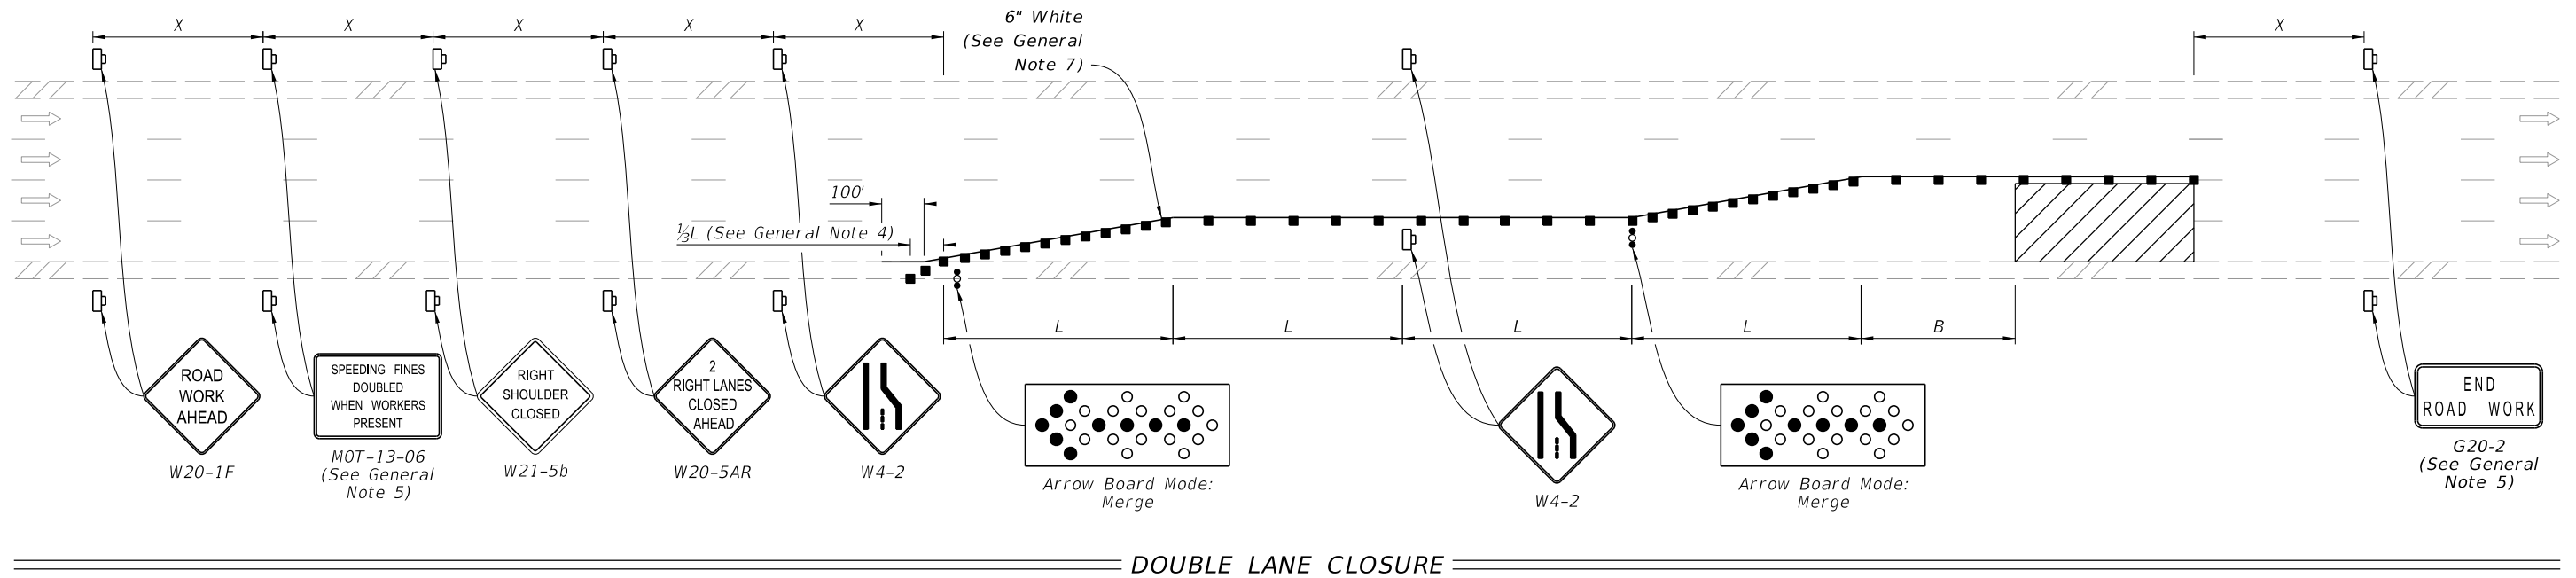 X X X X X
6" White
(See General
Note 7)
X
100'
⅓L (See General Note 4)
L L L L B
ROAD
WORK
AHEAD
W20-1F
SPEEDING FINES
DOUBLED
WHEN WORKERS
PRESENT
MOT-13-06
(See General
Note 5)
RIGHT
SHOULDER
CLOSED
W21-5b
2
RIGHT LANES
CLOSED
AHEAD
W20-5AR
W4-2
Arrow Board Mode:
Merge
W4-2
Arrow Board Mode:
Merge
END
ROAD WORK
G20-2
(See General
Note 5)
DOUBLE LANE CLOSURE